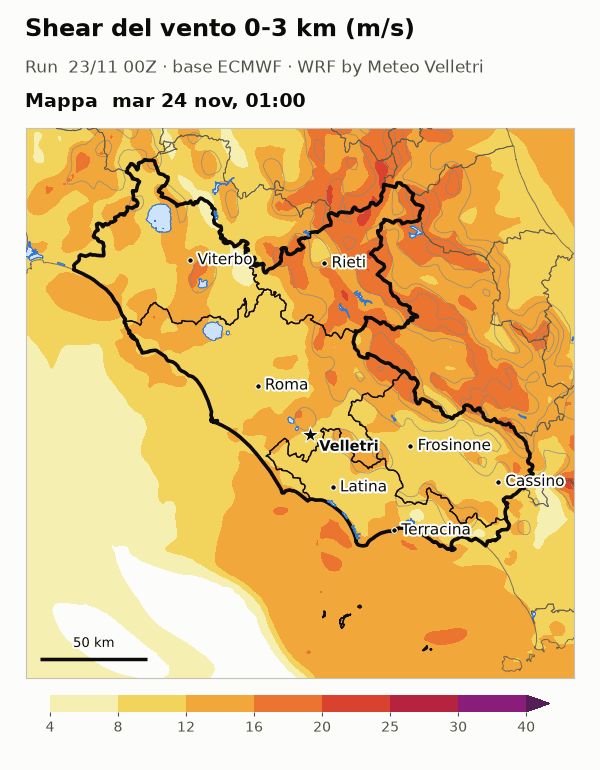 Shear del vento 0-3 km (m/s)
Run  23/11 00Z · base ECMWF · WRF by Meteo Velletri
Mappa  mar 24 nov, 01:00
Viterbo
Rieti
Roma
Velletri
Frosinone
Cassino
Latina
Terracina
50 km
4 8 12 16 20 25 30 40